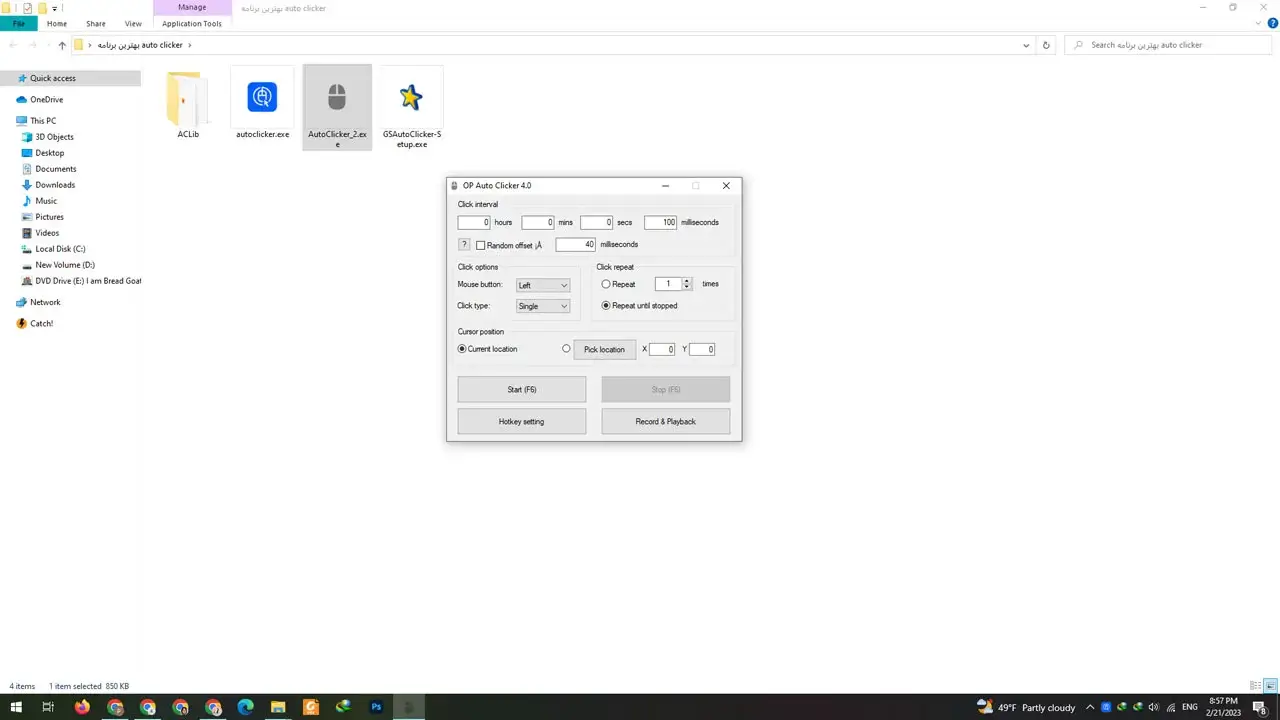 Manage
بهترین برنامه auto clicker
File
Home
Share
View
Application Tools
بهترین برنامه auto clicker
Search بهترین برنامه auto clicker
Quick access
OneDrive
This PC
3D Objects
Desktop
Documents
Downloads
Music
Pictures
Videos
Local Disk (C:)
New Volume (D:)
DVD Drive (E:) I am Bread Goat
Network
Catch!
ACLib
autoclicker.exe
AutoClicker_2.ex
e
GSAutoClicker-S
etup.exe
OP Auto Clicker 4.0
Click interval
0 hours 0 mins 0 secs 100 milliseconds
? Random offset ¡À 40 milliseconds
Click options
Mouse button: Left
Click type: Single
Click repeat
Repeat 1 times
Repeat until stopped
Cursor position
Current location Pick location X 0 Y 0
Start (F6)
Stop (F6)
Hotkey setting
Record & Playback
4 items 1 item selected 850 KB
Ps
49°F Partly cloudy
ENG
8:57 PM
2/21/2023
8